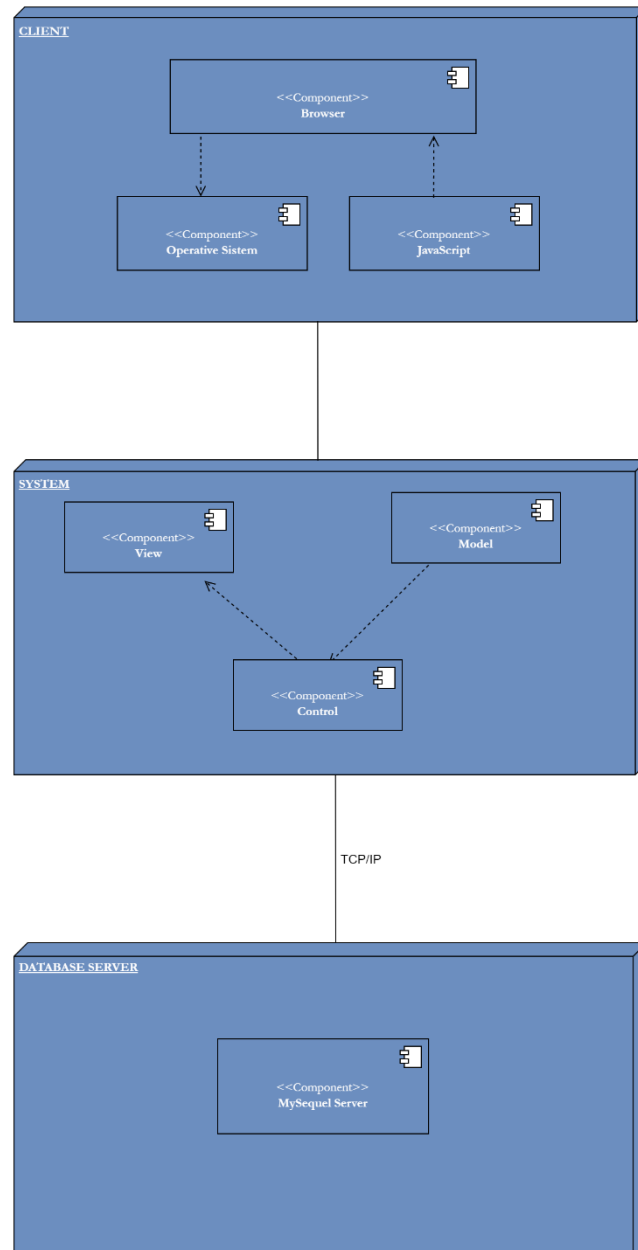 CLIENT
<<Component>>
Browser
<<Component>>
Operative Sistem
<<Component>>
JavaScript
SYSTEM
<<Component>>
View
<<Component>>
Model
<<Component>>
Control
TCP/IP
DATABASE SERVER
<<Component>>
MySequel Server